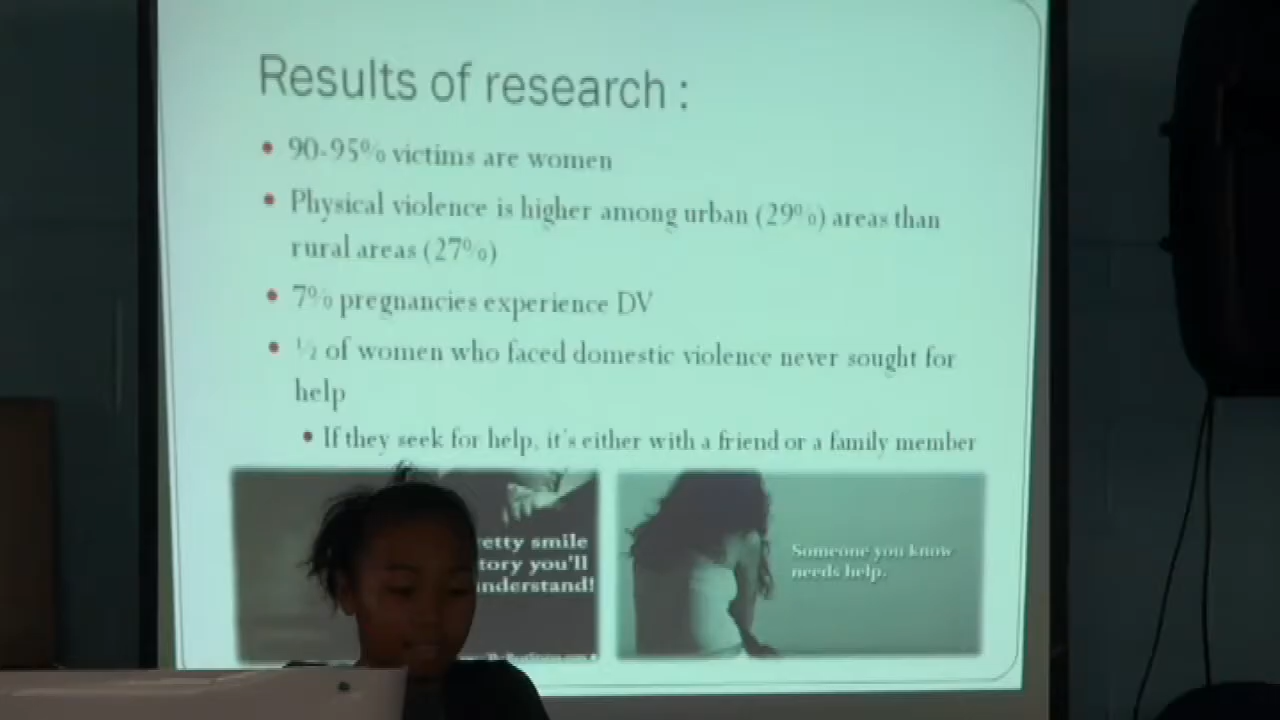 Results of research :
• 90-95% victims are women
• Physical violence is higher among urban (29%) areas than
rural areas (27%)
• 7% pregnancies experience DV
• ½ of women who faced domestic violence never sought for
help
• If they seek for help, it's either with a friend or a family member
etty smile
tory you'll
nderstand!
Someone you know
needs help.